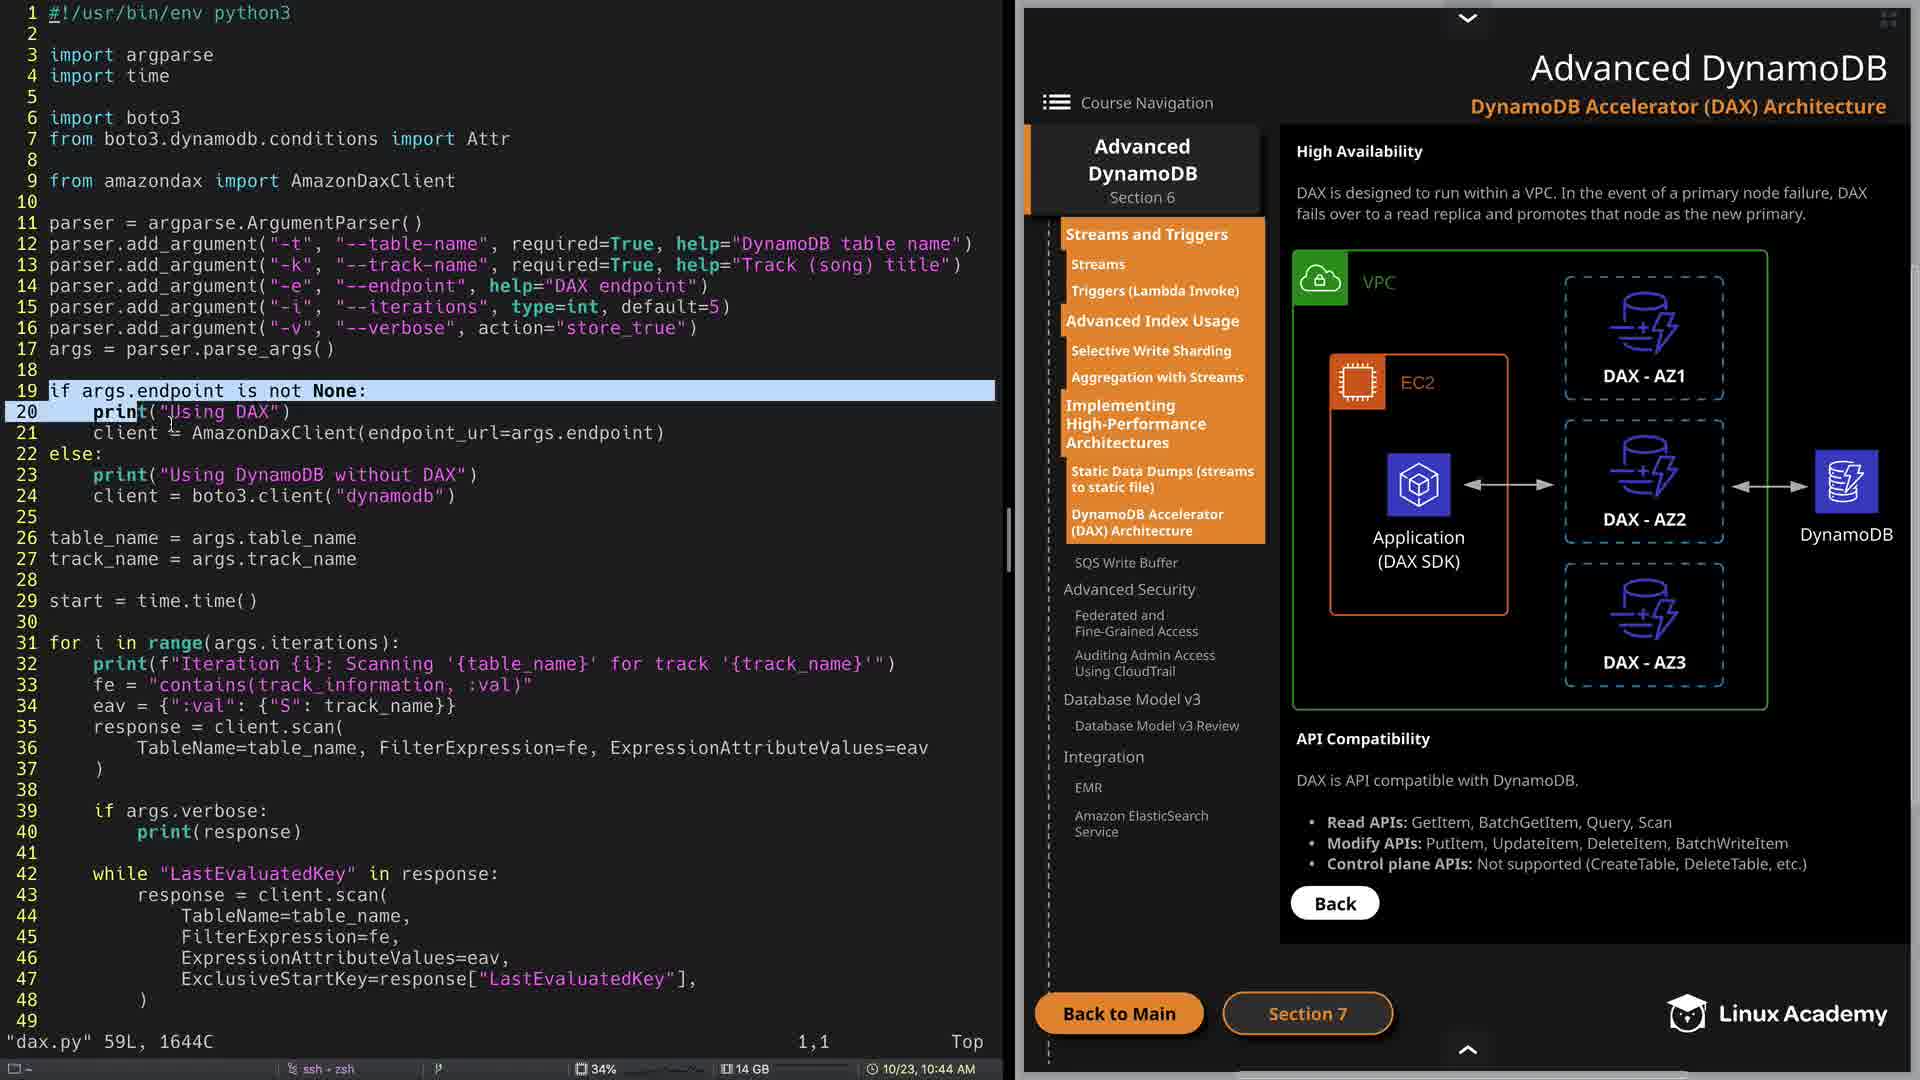 1 #!/usr/bin/env python3
2
3 import argparse
4 import time
5
6 import boto3
7 from boto3.dynamodb.conditions import Attr
8
9 from amazondax import AmazonDaxClient
10
11 parser = argparse.ArgumentParser()
12 parser.add_argument("-t", "--table-name", required=True, help="DynamoDB table name")
13 parser.add_argument("-k", "--track-name", required=True, help="Track (song) title")
14 parser.add_argument("-e", "--endpoint", help="DAX endpoint")
15 parser.add_argument("-i", "--iterations", type=int, default=5)
16 parser.add_argument("-v", "--verbose", action="store_true")
17 args = parser.parse_args()
18
19 if args.endpoint is not None:
20     print("Using DAX")
21     client = AmazonDaxClient(endpoint_url=args.endpoint)
22 else:
23     print("Using DynamoDB without DAX")
24     client = boto3.client("dynamodb")
25
26 table_name = args.table_name
27 track_name = args.track_name
28
29 start = time.time()
30
31 for i in range(args.iterations):
32     print(f"Iteration {i}: Scanning '{table_name}' for track '{track_name}'")
33     fe = "contains(track_information, :val)"
34     eav = {":val": {"S": track_name}}
35     response = client.scan(
36         TableName=table_name, FilterExpression=fe, ExpressionAttributeValues=eav
37     )
38
39     if args.verbose:
40         print(response)
41
42     while "LastEvaluatedKey" in response:
43         response = client.scan(
44             TableName=table_name,
45             FilterExpression=fe,
46             ExpressionAttributeValues=eav,
47             ExclusiveStartKey=response["LastEvaluatedKey"],
48         )
49
"dax.py" 59L, 1644C 1,1 Top
~ ssh - zsh 34% 14 GB 10/23, 10:44 AM
Advanced DynamoDB
DynamoDB Accelerator (DAX) Architecture
Course Navigation
Advanced
DynamoDB
Section 6
Streams and Triggers
Streams
Triggers (Lambda Invoke)
Advanced Index Usage
Selective Write Sharding
Aggregation with Streams
Implementing
High-Performance
Architectures
Static Data Dumps (streams
to static file)
DynamoDB Accelerator
(DAX) Architecture
SQS Write Buffer
Advanced Security
Federated and
Fine-Grained Access
Auditing Admin Access
Using CloudTrail
Database Model v3
Database Model v3 Review
Integration
EMR
Amazon ElasticSearch
Service
High Availability
DAX is designed to run within a VPC. In the event of a primary node failure, DAX
fails over to a read replica and promotes that node as the new primary.
VPC
EC2
Application
(DAX SDK)
DAX - AZ1
DAX - AZ2
DAX - AZ3
DynamoDB
API Compatibility
DAX is API compatible with DynamoDB.
• Read APIs: GetItem, BatchGetItem, Query, Scan
• Modify APIs: PutItem, UpdateItem, DeleteItem, BatchWriteItem
• Control plane APIs: Not supported (CreateTable, DeleteTable, etc.)
Back
Back to Main
Section 7
Linux Academy